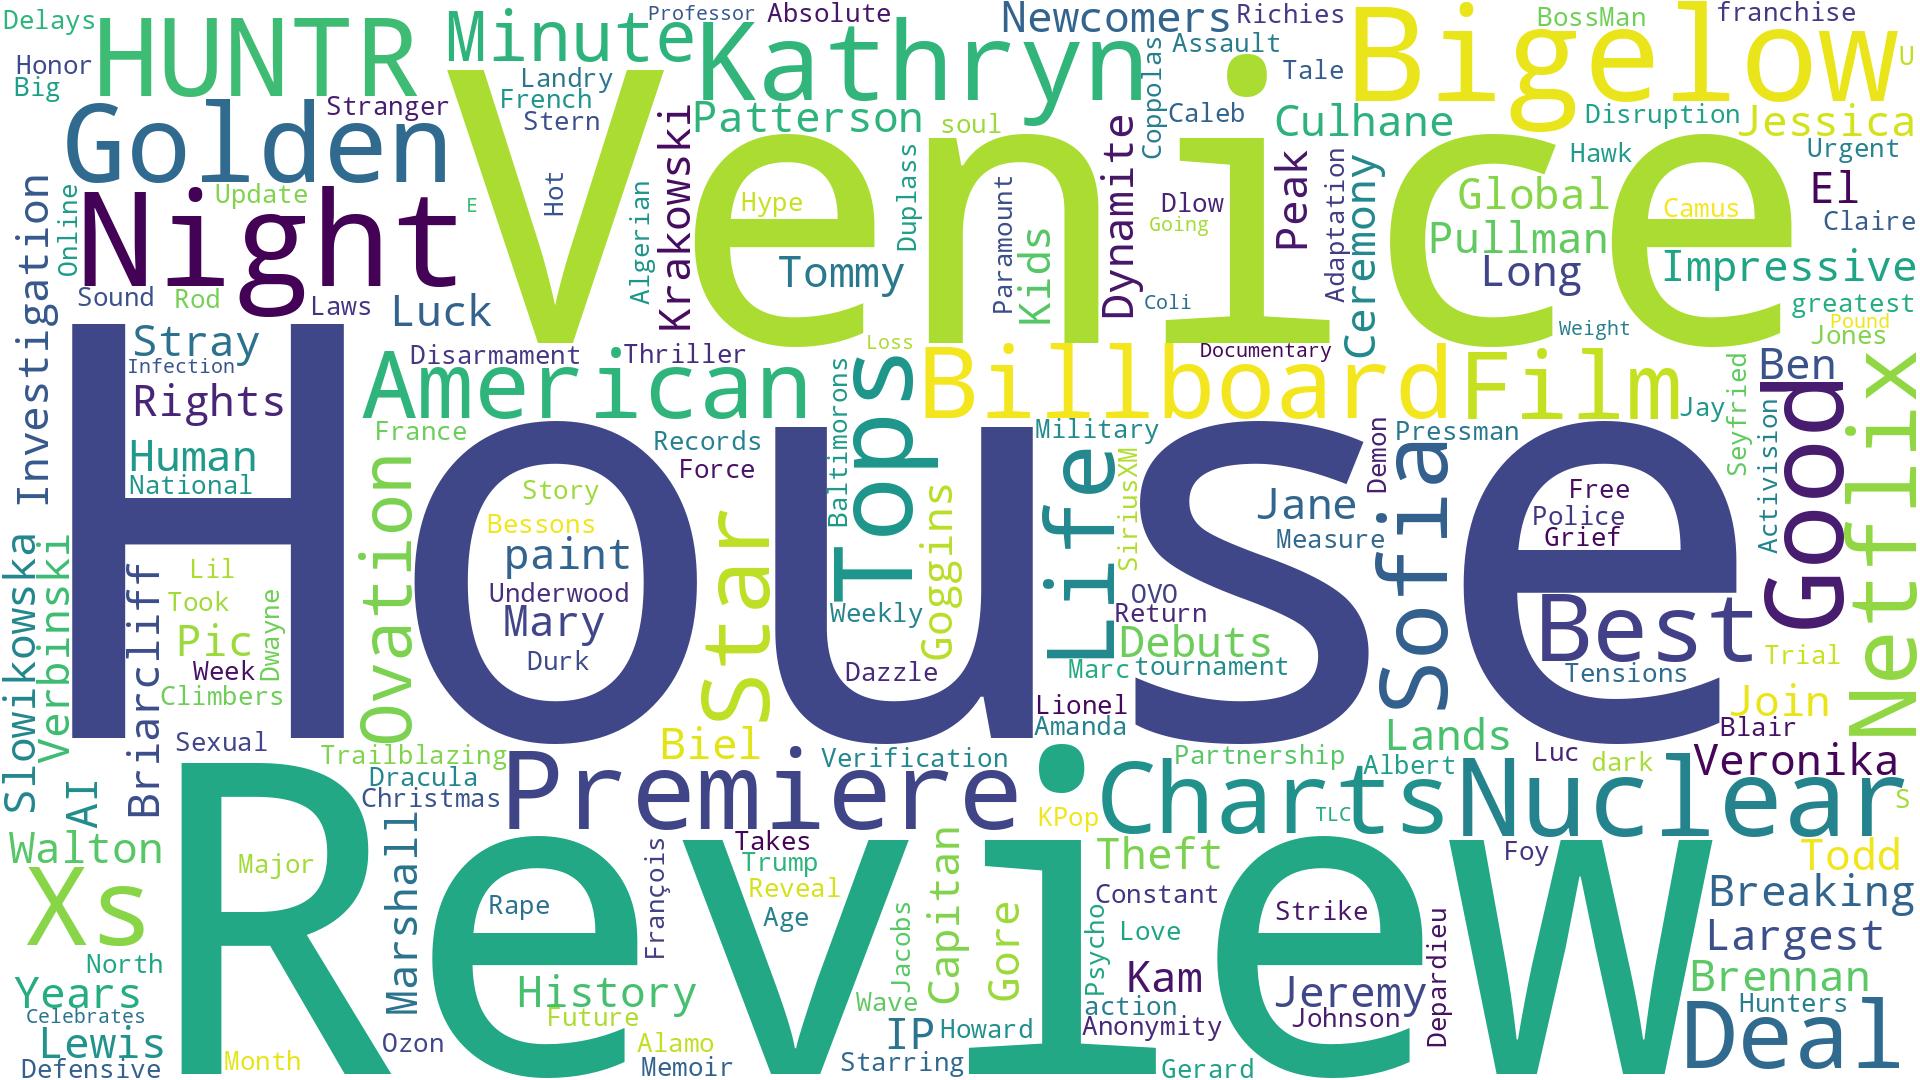 Delays
HUNTR
Minute
Professor
Absolute
Newcomers
Richies
Bigelow
BossMan
franchise
Honor
Big
Kathryn
Assault
Tale
U
Golden
Stranger
Venice
Landry
French
Stern
Krakowski
Patterson
soul
Dynamite
Coppolas
Caleb
Culhane
Disruption
Jessica
Night
Update
Investigation
Online
E
Hot
Algerian
Hype
Duplass
Paramount
Kids
Dlow
Going
Peak
Adaptation
Ceremony
Hawk
Global
Camus
Urgent
El
Claire
Pullman
Long
Impressive
Tommy
Coli
greatest
Sound
Rod
Laws
Luck
Weight
Pound
Jones
House
Stray
Infection
Disarmament
Thriller
Loss
Documentary
American
Tops
Billboard
Film
Ben
Good
Netflix
Seyfried
Jay
Activision
Rights
Human
National
France
Ovation
Records
Force
Baltimorons
Military
Life
SiriusXM
Demon
Pressman
Sofia
Story
Bessons
paint
Underwood
Mary
Durk
Star
Goggins
Jane
Measure
Free
Police
Grief
Slowikowska
Verbinski
Briarcliff
Lil
Took
Pic
Week
Dwayne
Climbers
Weekly
Dazzle
OVO
Return
Debuts
Marc
tournament
Best
Tensions
Trial
Join
Lionel
Amanda
Blair
Sexual
Trailblazing
Biel
Verification
Partnership
Lands
Luc
dark
Veronika
AI
Dracula
Christmas
Premiere
Albert
Charts
Nuclear
S
KPop
TLC
Review
Walton
Xs
Major
Marshall
Rape
François
Takes
Trump
Reveal
Age
Jacobs
Capitan
Gore
Theft
Constant
Psycho
Love
Strike
Foy
Depardieu
Todd
Breaking
Largest
North
Years
Celebrates
History
Future
Wave
Kam
action
Jeremy
Brennan
Hunters
Deal
Lewis
Defensive
Month
Ozon
Alamo
Memoir
IP
Howard
Starring
Anonymity
Johnson
Gerard